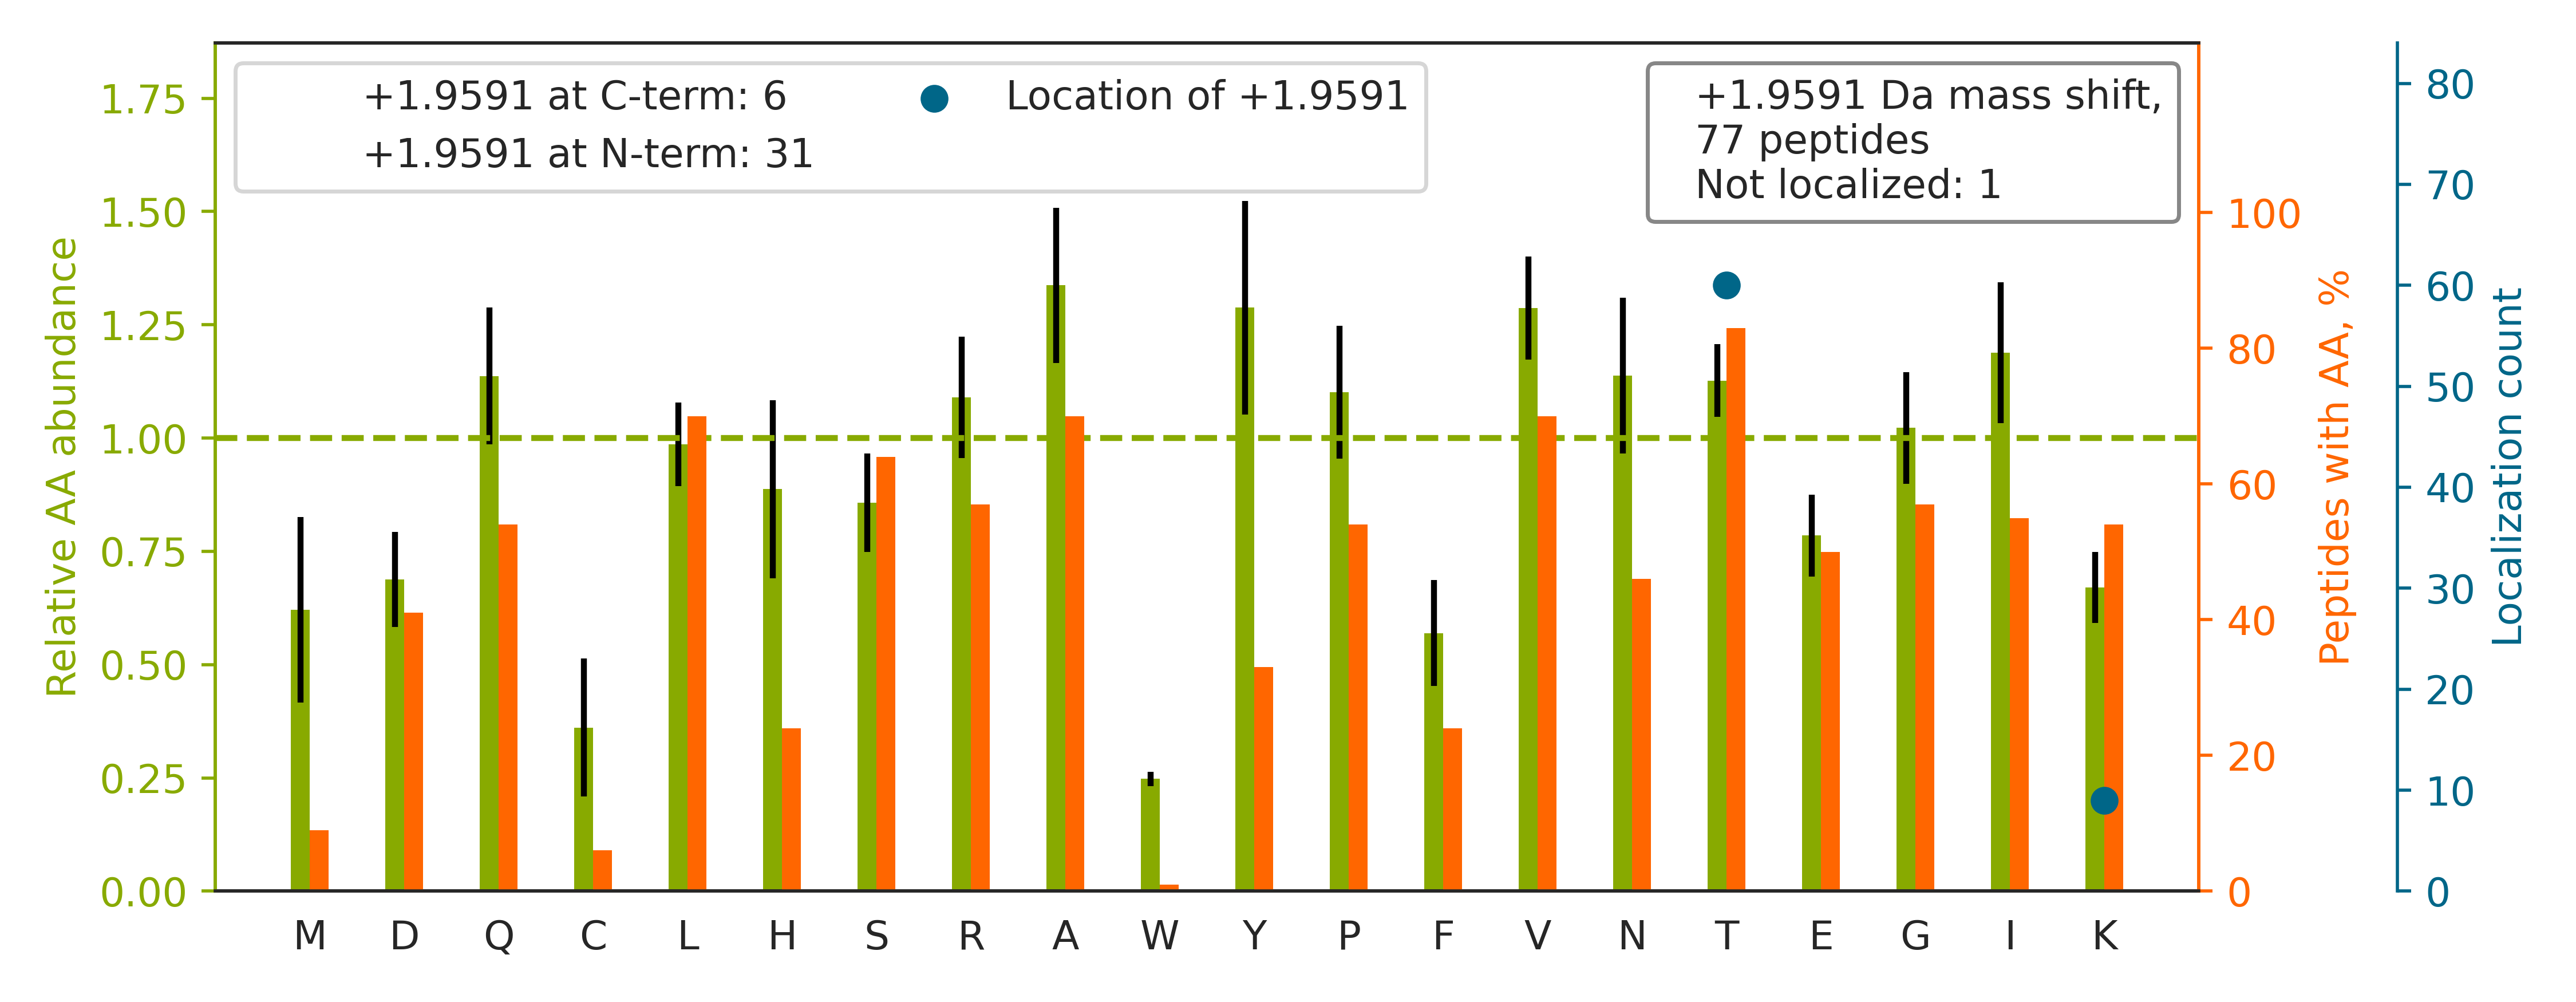 +1.9591 at C-term: 6
+1.9591 at N-term: 31
Location of +1.9591
+1.9591 Da mass shift,
77 peptides
Not localized: 1
Relative AA abundance
1.75
1.50
1.25
1.00
0.75
0.50
0.25
0.00
100
80
60
40
20
0
Peptides with AA, %
80
70
60
50
40
30
20
10
0
Localization count
M D Q C L H S R A W Y P F V N T E G I K